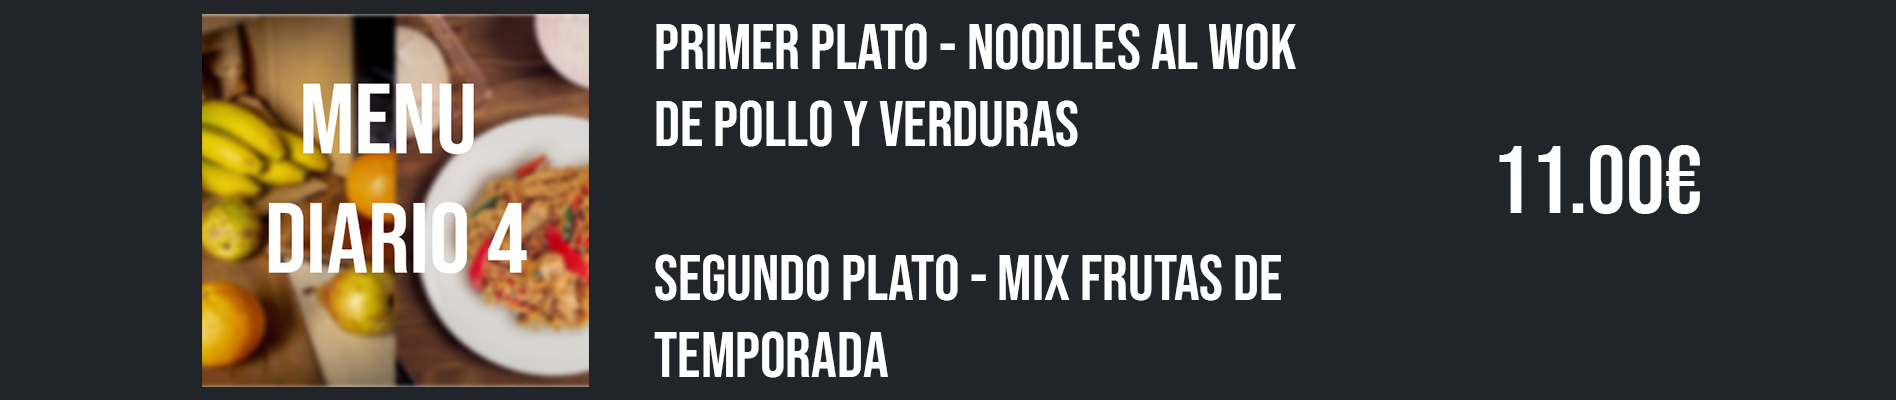 MENU
DIARIO 4
PRIMER PLATO - NOODLES AL WOK
DE POLLO Y VERDURAS
SEGUNDO PLATO - MIX FRUTAS DE
TEMPORADA
11.00€